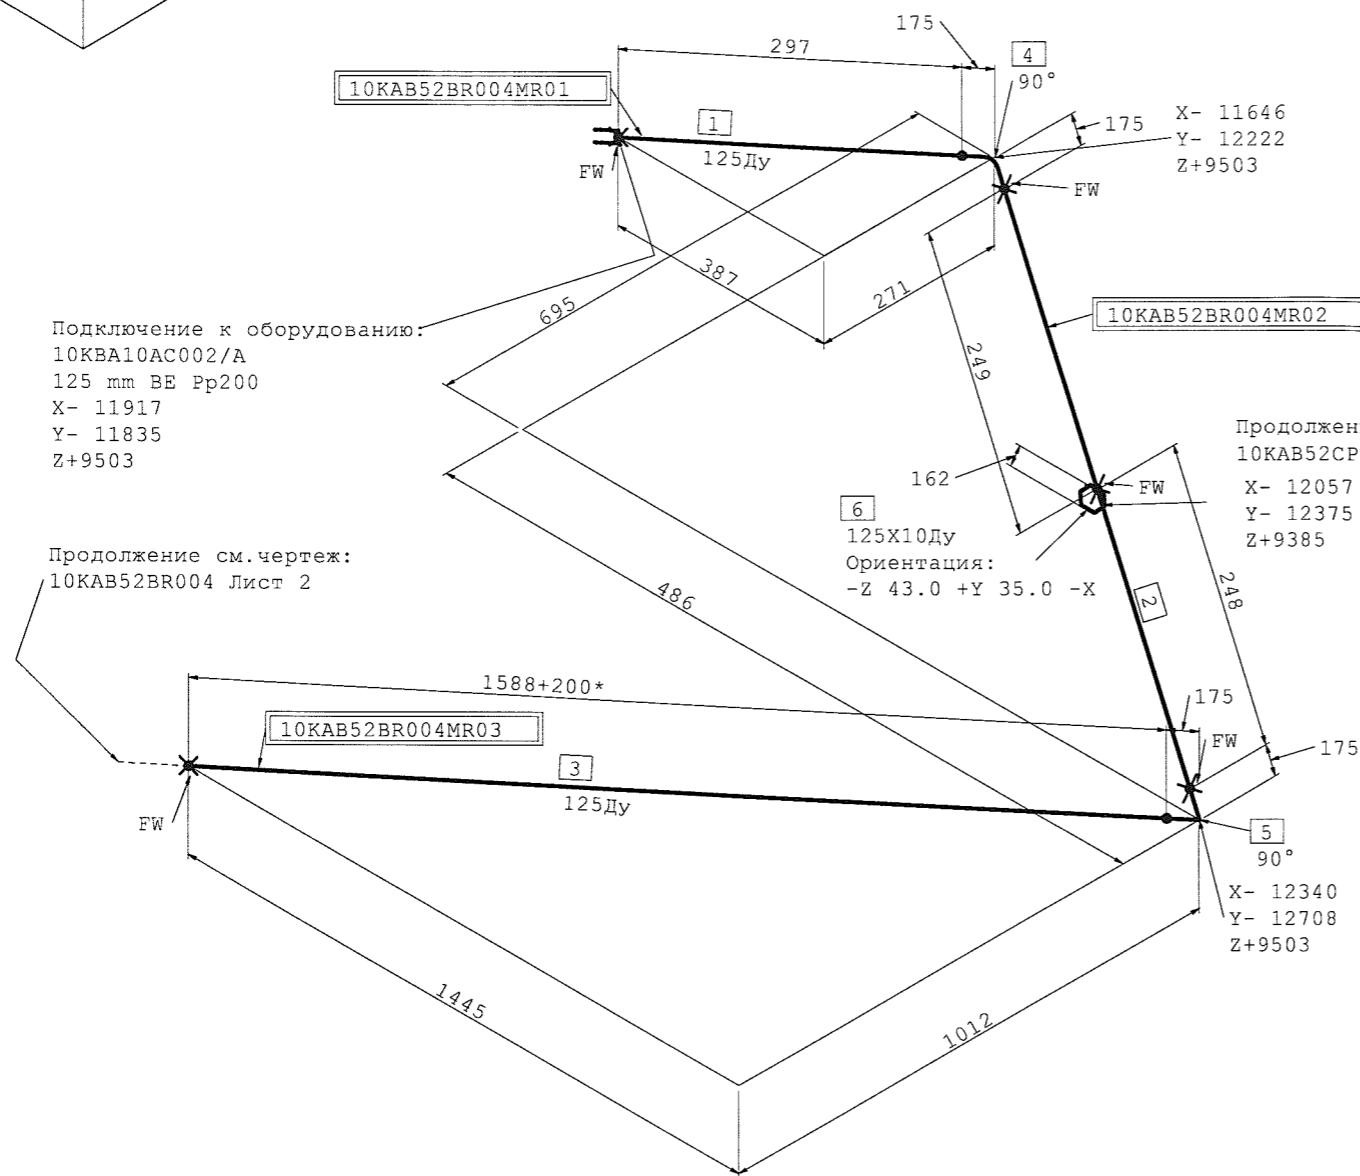 175
297
4
90°
10KAB52BR004MR01
X- 11646
Y- 12222
Z+9503
175
1
125Ду
FW
FW
387
271
695
10KAB52BR004MR02
Подключение к оборудованию:
10KBA10AC002/A
125 mm BE Pp200
X- 11917
Y- 11835
Z+9503
249
Продолжен
10KAB52CP
X- 12057
Y- 12375
Z+9385
162
FW
6
125X10Ду
Ориентация:
-Z 43.0 +Y 35.0 -X
Продолжение см.чертеж:
10KAB52BR004 Лист 2
486
2
248
1588+200*
175
10KAB52BR004MR03
FW
175
3
125Ду
FW
5
90°
X- 12340
Y- 12708
Z+9503
1445
1012